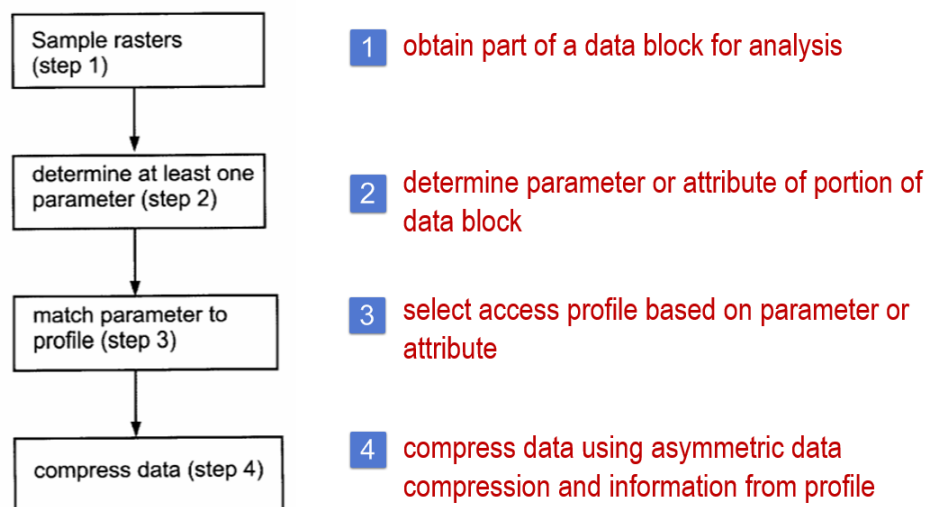 Sample rasters
(step 1)
1 obtain part of a data block for analysis
determine at least one
parameter (step 2)
2 determine parameter or attribute of portion of
data block
match parameter to
profile (step 3)
3 select access profile based on parameter or
attribute
compress data (step 4)
4 compress data using asymmetric data
compression and information from profile